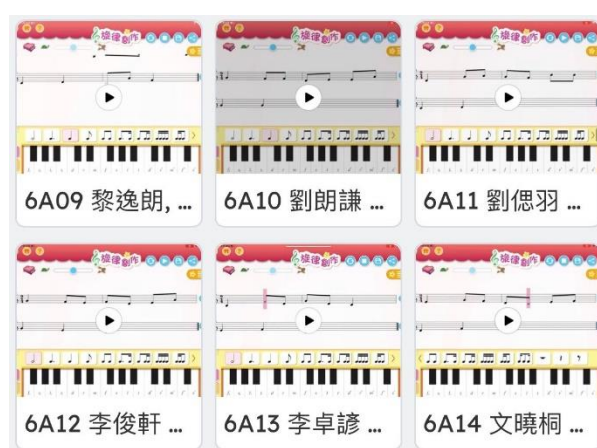 旋律創作
旋律創作
旋律創作
6A09 黎逸朗, ...
6A10 劉朗謙 ...
6A11 劉偲羽 ...
旋律創作
旋律創作
旋律創作
6A12 李俊軒 ...
6A13 李卓諺 ...
6A14 文曉桐 ...